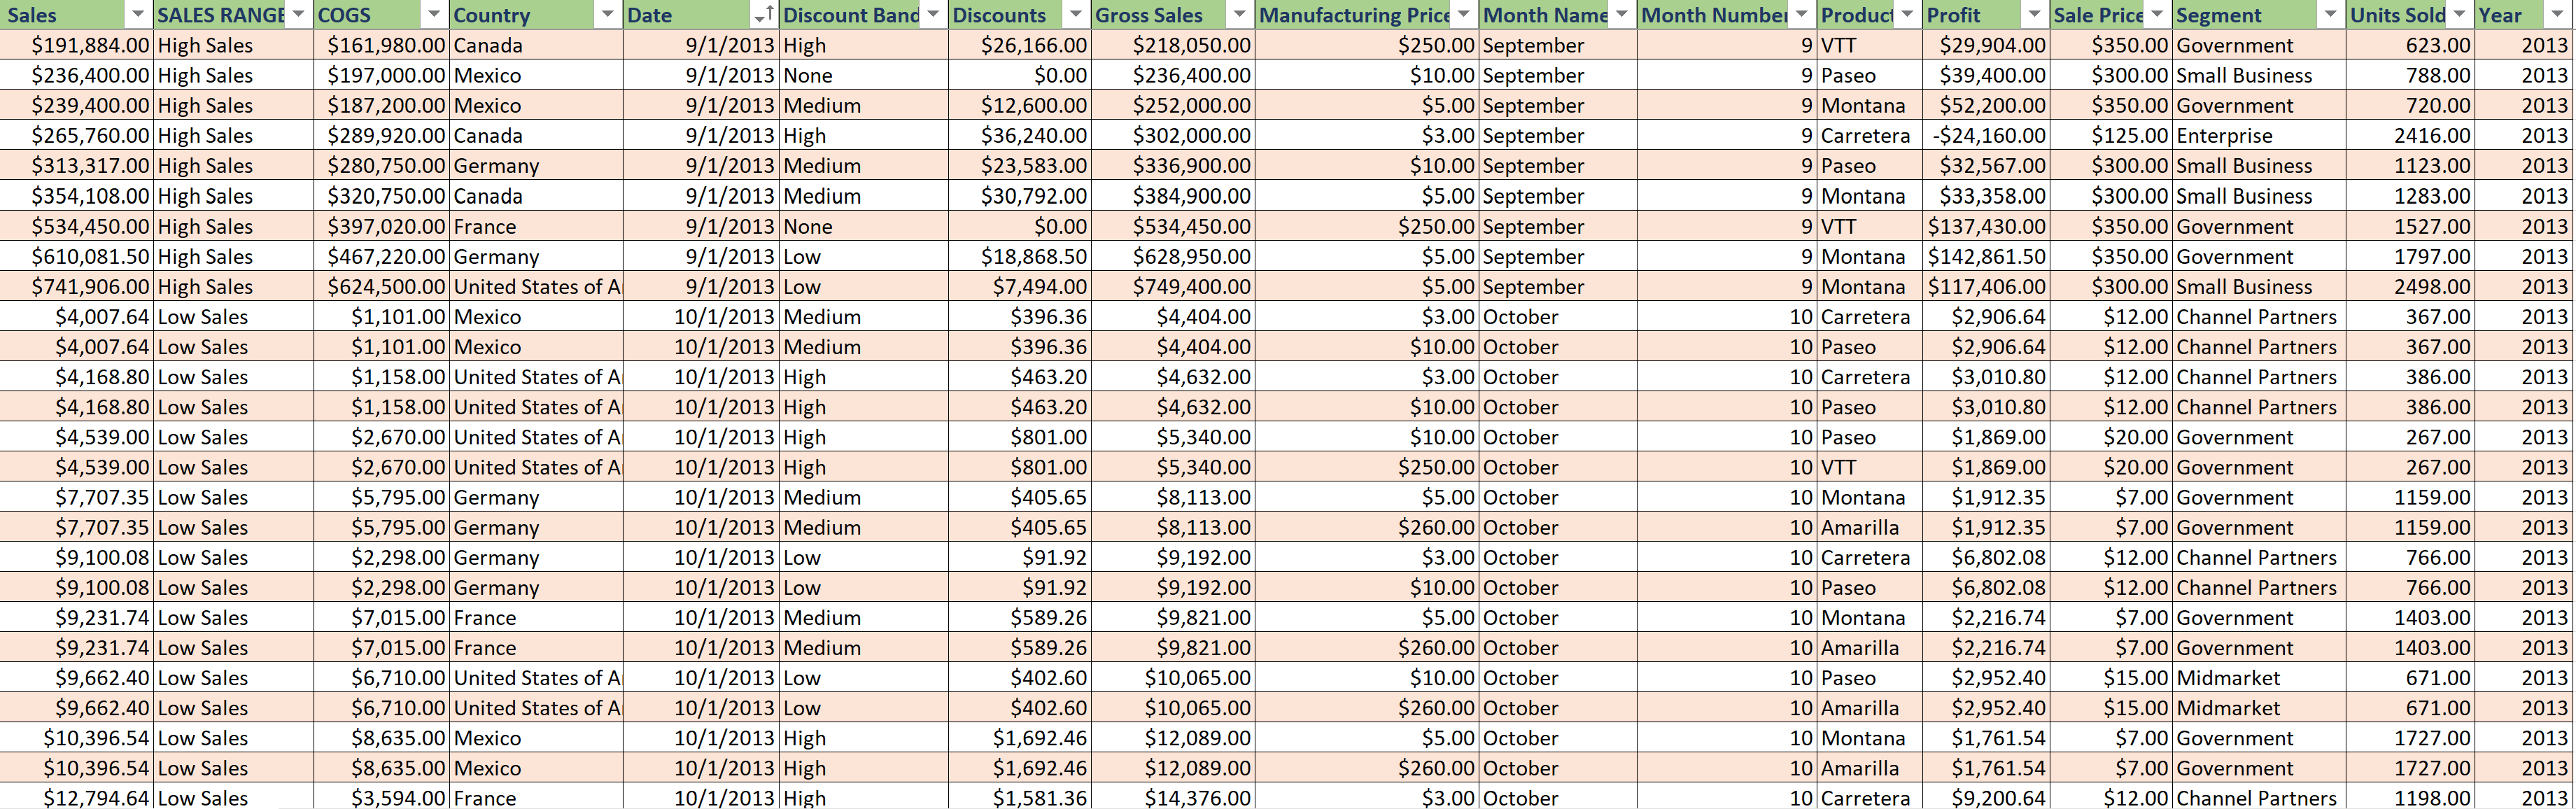 Sales SALES RANGE COGS Country Date Discount Band Discounts Gross Sales Manufacturing Price Month Name Month Number Product Profit Sale Price Segment Units Sold Year
$191,884.00 High Sales $161,980.00 Canada 9/1/2013 High $26,166.00 $218,050.00 $250.00 September 9 VTT $29,904.00 $350.00 Government 623.00 2013
$236,400.00 High Sales $197,000.00 Mexico 9/1/2013 None $0.00 $236,400.00 $10.00 September 9 Paseo $39,400.00 $300.00 Small Business 788.00 2013
$239,400.00 High Sales $187,200.00 Mexico 9/1/2013 Medium $12,600.00 $252,000.00 $5.00 September 9 Montana $52,200.00 $350.00 Government 720.00 2013
$265,760.00 High Sales $289,920.00 Canada 9/1/2013 High $36,240.00 $302,000.00 $3.00 September 9 Carretera -$24,160.00 $125.00 Enterprise 2416.00 2013
$313,317.00 High Sales $280,750.00 Germany 9/1/2013 Medium $23,583.00 $336,900.00 $10.00 September 9 Paseo $32,567.00 $300.00 Small Business 1123.00 2013
$354,108.00 High Sales $320,750.00 Canada 9/1/2013 Medium $30,792.00 $384,900.00 $5.00 September 9 Montana $33,358.00 $300.00 Small Business 1283.00 2013
$534,450.00 High Sales $397,020.00 France 9/1/2013 None $0.00 $534,450.00 $250.00 September 9 VTT $137,430.00 $350.00 Government 1527.00 2013
$610,081.50 High Sales $467,220.00 Germany 9/1/2013 Low $18,868.50 $628,950.00 $5.00 September 9 Montana $142,861.50 $350.00 Government 1797.00 2013
$741,906.00 High Sales $624,500.00 United States of A 9/1/2013 Low $7,494.00 $749,400.00 $5.00 September 9 Montana $117,406.00 $300.00 Small Business 2498.00 2013
$4,007.64 Low Sales $1,101.00 Mexico 10/1/2013 Medium $396.36 $4,404.00 $3.00 October 10 Carretera $2,906.64 $12.00 Channel Partners 367.00 2013
$4,007.64 Low Sales $1,101.00 Mexico 10/1/2013 Medium $396.36 $4,404.00 $10.00 October 10 Paseo $2,906.64 $12.00 Channel Partners 367.00 2013
$4,168.80 Low Sales $1,158.00 United States of A 10/1/2013 High $463.20 $4,632.00 $3.00 October 10 Carretera $3,010.80 $12.00 Channel Partners 386.00 2013
$4,168.80 Low Sales $1,158.00 United States of A 10/1/2013 High $463.20 $4,632.00 $10.00 October 10 Paseo $3,010.80 $12.00 Channel Partners 386.00 2013
$4,539.00 Low Sales $2,670.00 United States of A 10/1/2013 High $801.00 $5,340.00 $10.00 October 10 Paseo $1,869.00 $20.00 Government 267.00 2013
$4,539.00 Low Sales $2,670.00 United States of A 10/1/2013 High $801.00 $5,340.00 $250.00 October 10 VTT $1,869.00 $20.00 Government 267.00 2013
$7,707.35 Low Sales $5,795.00 Germany 10/1/2013 Medium $405.65 $8,113.00 $5.00 October 10 Montana $1,912.35 $7.00 Government 1159.00 2013
$7,707.35 Low Sales $5,795.00 Germany 10/1/2013 Medium $405.65 $8,113.00 $260.00 October 10 Amarilla $1,912.35 $7.00 Government 1159.00 2013
$9,100.08 Low Sales $2,298.00 Germany 10/1/2013 Low $91.92 $9,192.00 $3.00 October 10 Carretera $6,802.08 $12.00 Channel Partners 766.00 2013
$9,100.08 Low Sales $2,298.00 Germany 10/1/2013 Low $91.92 $9,192.00 $10.00 October 10 Paseo $6,802.08 $12.00 Channel Partners 766.00 2013
$9,231.74 Low Sales $7,015.00 France 10/1/2013 Medium $589.26 $9,821.00 $5.00 October 10 Montana $2,216.74 $7.00 Government 1403.00 2013
$9,231.74 Low Sales $7,015.00 France 10/1/2013 Medium $589.26 $9,821.00 $260.00 October 10 Amarilla $2,216.74 $7.00 Government 1403.00 2013
$9,662.40 Low Sales $6,710.00 United States of A 10/1/2013 Low $402.60 $10,065.00 $10.00 October 10 Paseo $2,952.40 $15.00 Midmarket 671.00 2013
$9,662.40 Low Sales $6,710.00 United States of A 10/1/2013 Low $402.60 $10,065.00 $260.00 October 10 Amarilla $2,952.40 $15.00 Midmarket 671.00 2013
$10,396.54 Low Sales $8,635.00 Mexico 10/1/2013 High $1,692.46 $12,089.00 $5.00 October 10 Montana $1,761.54 $7.00 Government 1727.00 2013
$10,396.54 Low Sales $8,635.00 Mexico 10/1/2013 High $1,692.46 $12,089.00 $260.00 October 10 Amarilla $1,761.54 $7.00 Government 1727.00 2013
$12,794.64 Low Sales $3,594.00 France 10/1/2013 High $1,581.36 $14,376.00 $3.00 October 10 Carretera $9,200.64 $12.00 Channel Partners 1198.00 2013